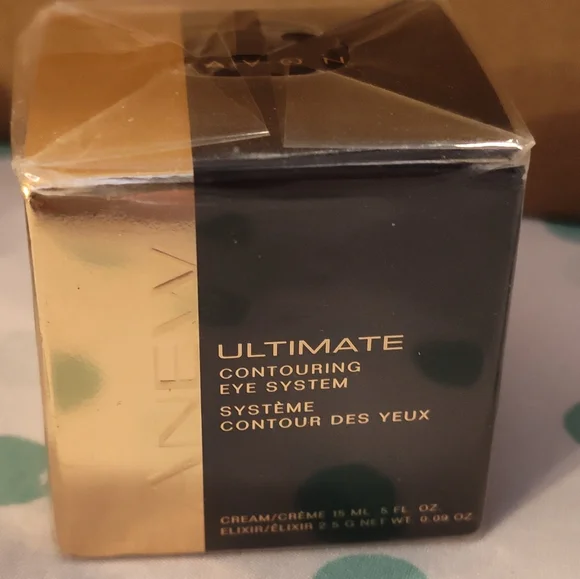 AVON
ANEW
ULTIMATE
CONTOURING
EYE SYSTEM
SYSTÈME
CONTOUR DES YEUX
CREAM/CRÈME 15 ML .5 FL. OZ.
ELIXIR/ÉLIXIR 2.5 G NET WT. 0.09 OZ.